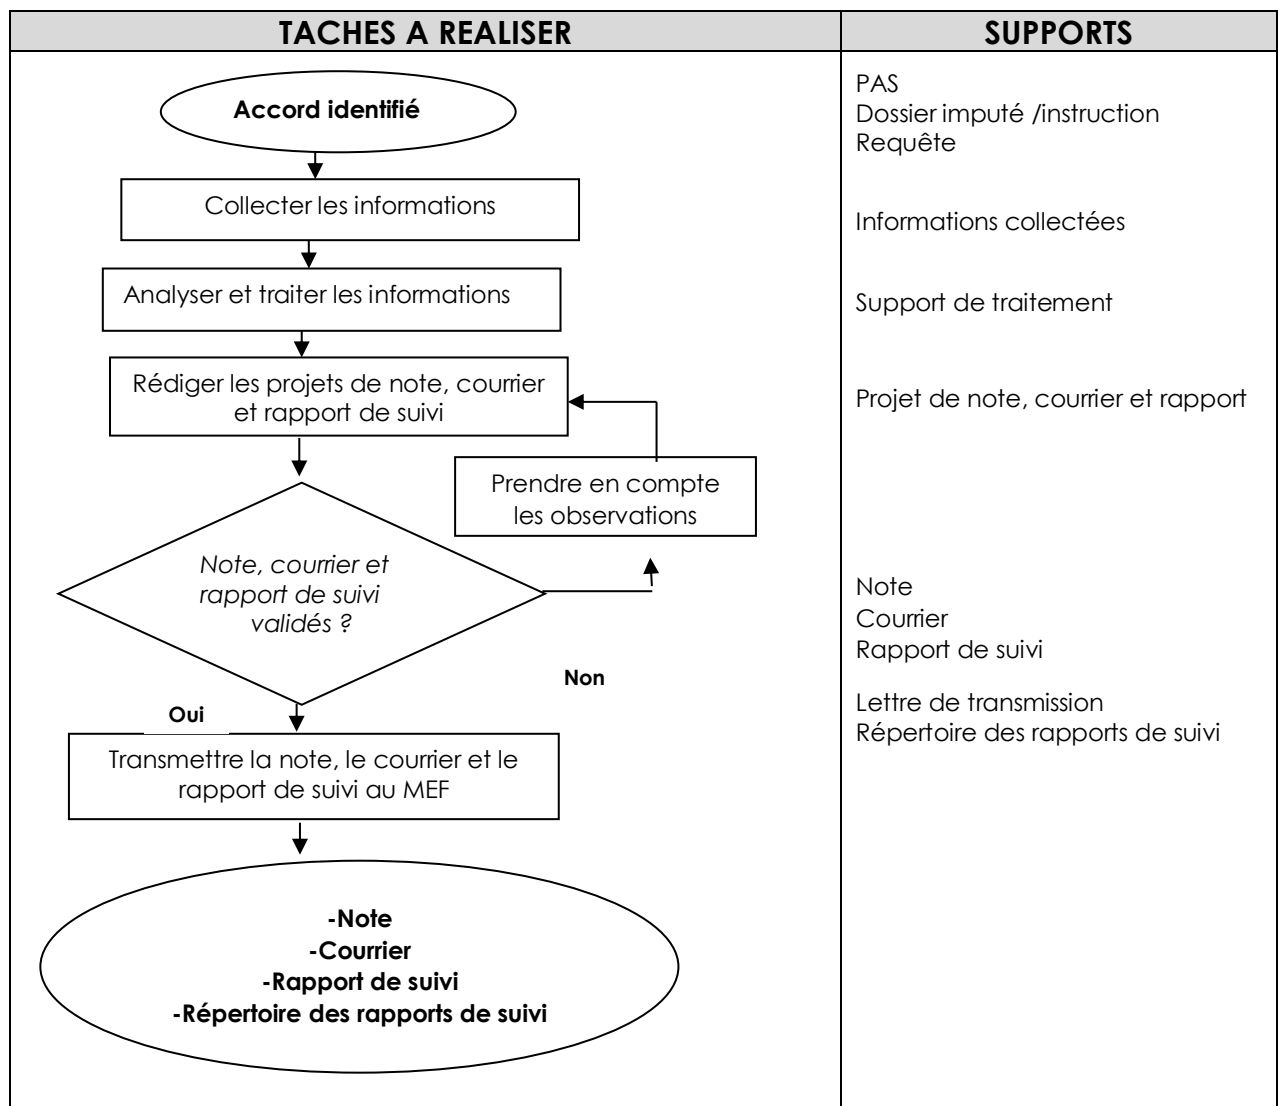 TACHES A REALISER
SUPPORTS
Accord identifié
PAS
Dossier imputé /instruction
Requête
Collecter les informations
Informations collectées
Analyser et traiter les informations
Support de traitement
Rédiger les projets de note, courrier
et rapport de suivi
Projet de note, courrier et rapport
Prendre en compte
les observations
Note, courrier et
rapport de suivi
validés ?
Note
Courrier
Rapport de suivi
Non
Oui
Lettre de transmission
Répertoire des rapports de suivi
Transmettre la note, le courrier et le
rapport de suivi au MEF
-Note
-Courrier
-Rapport de suivi
-Répertoire des rapports de suivi